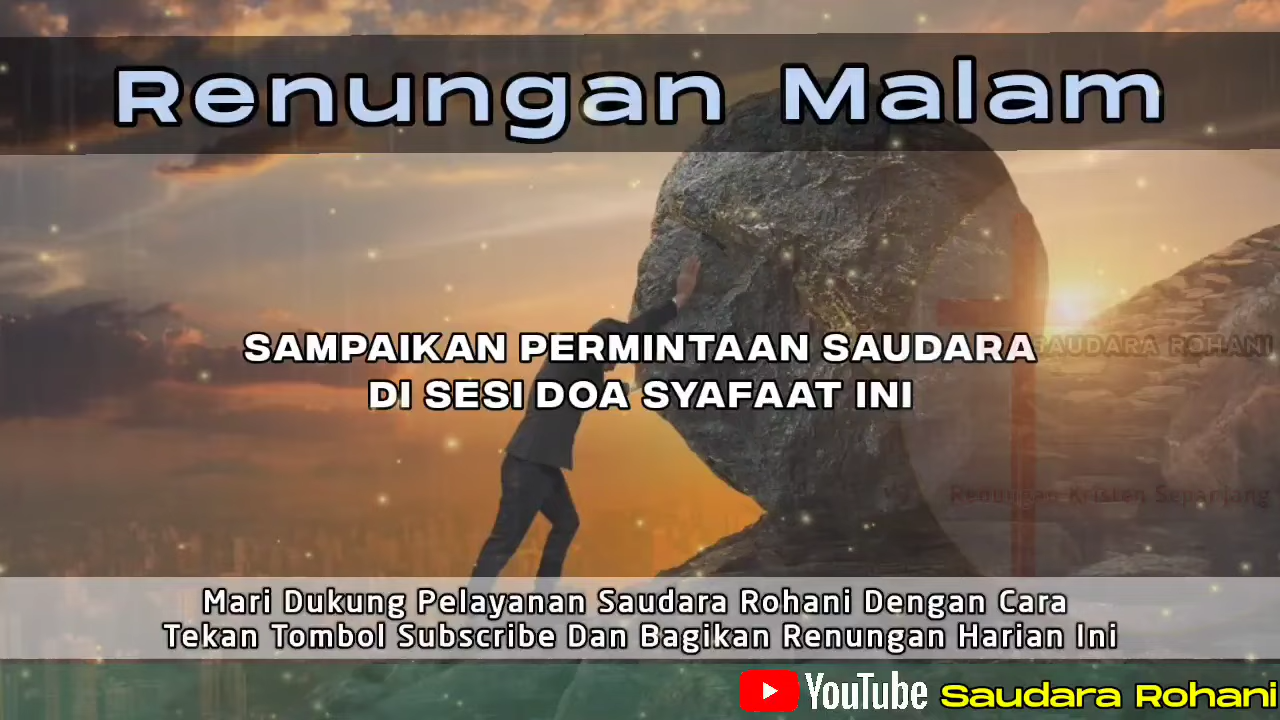 Renungan Malam
SAMPAIKAN PERMINTAAN SAUDARA
DI SESI DOA SYAFAAT INI
SAUDARA ROHANI
Renungan Kristen Sepanjang
Mari Dukung Pelayanan Saudara Rohani Dengan Cara
Tekan Tombol Subscribe Dan Bagikan Renungan Harian Ini
YouTube Saudara Rohani